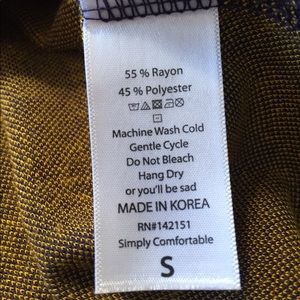 55 % Rayon
45 % Polyester
Machine Wash Cold
Gentle Cycle
Do Not Bleach
Hang Dry
or you'll be sad
MADE IN KOREA
RN#142151
Simply Comfortable
S